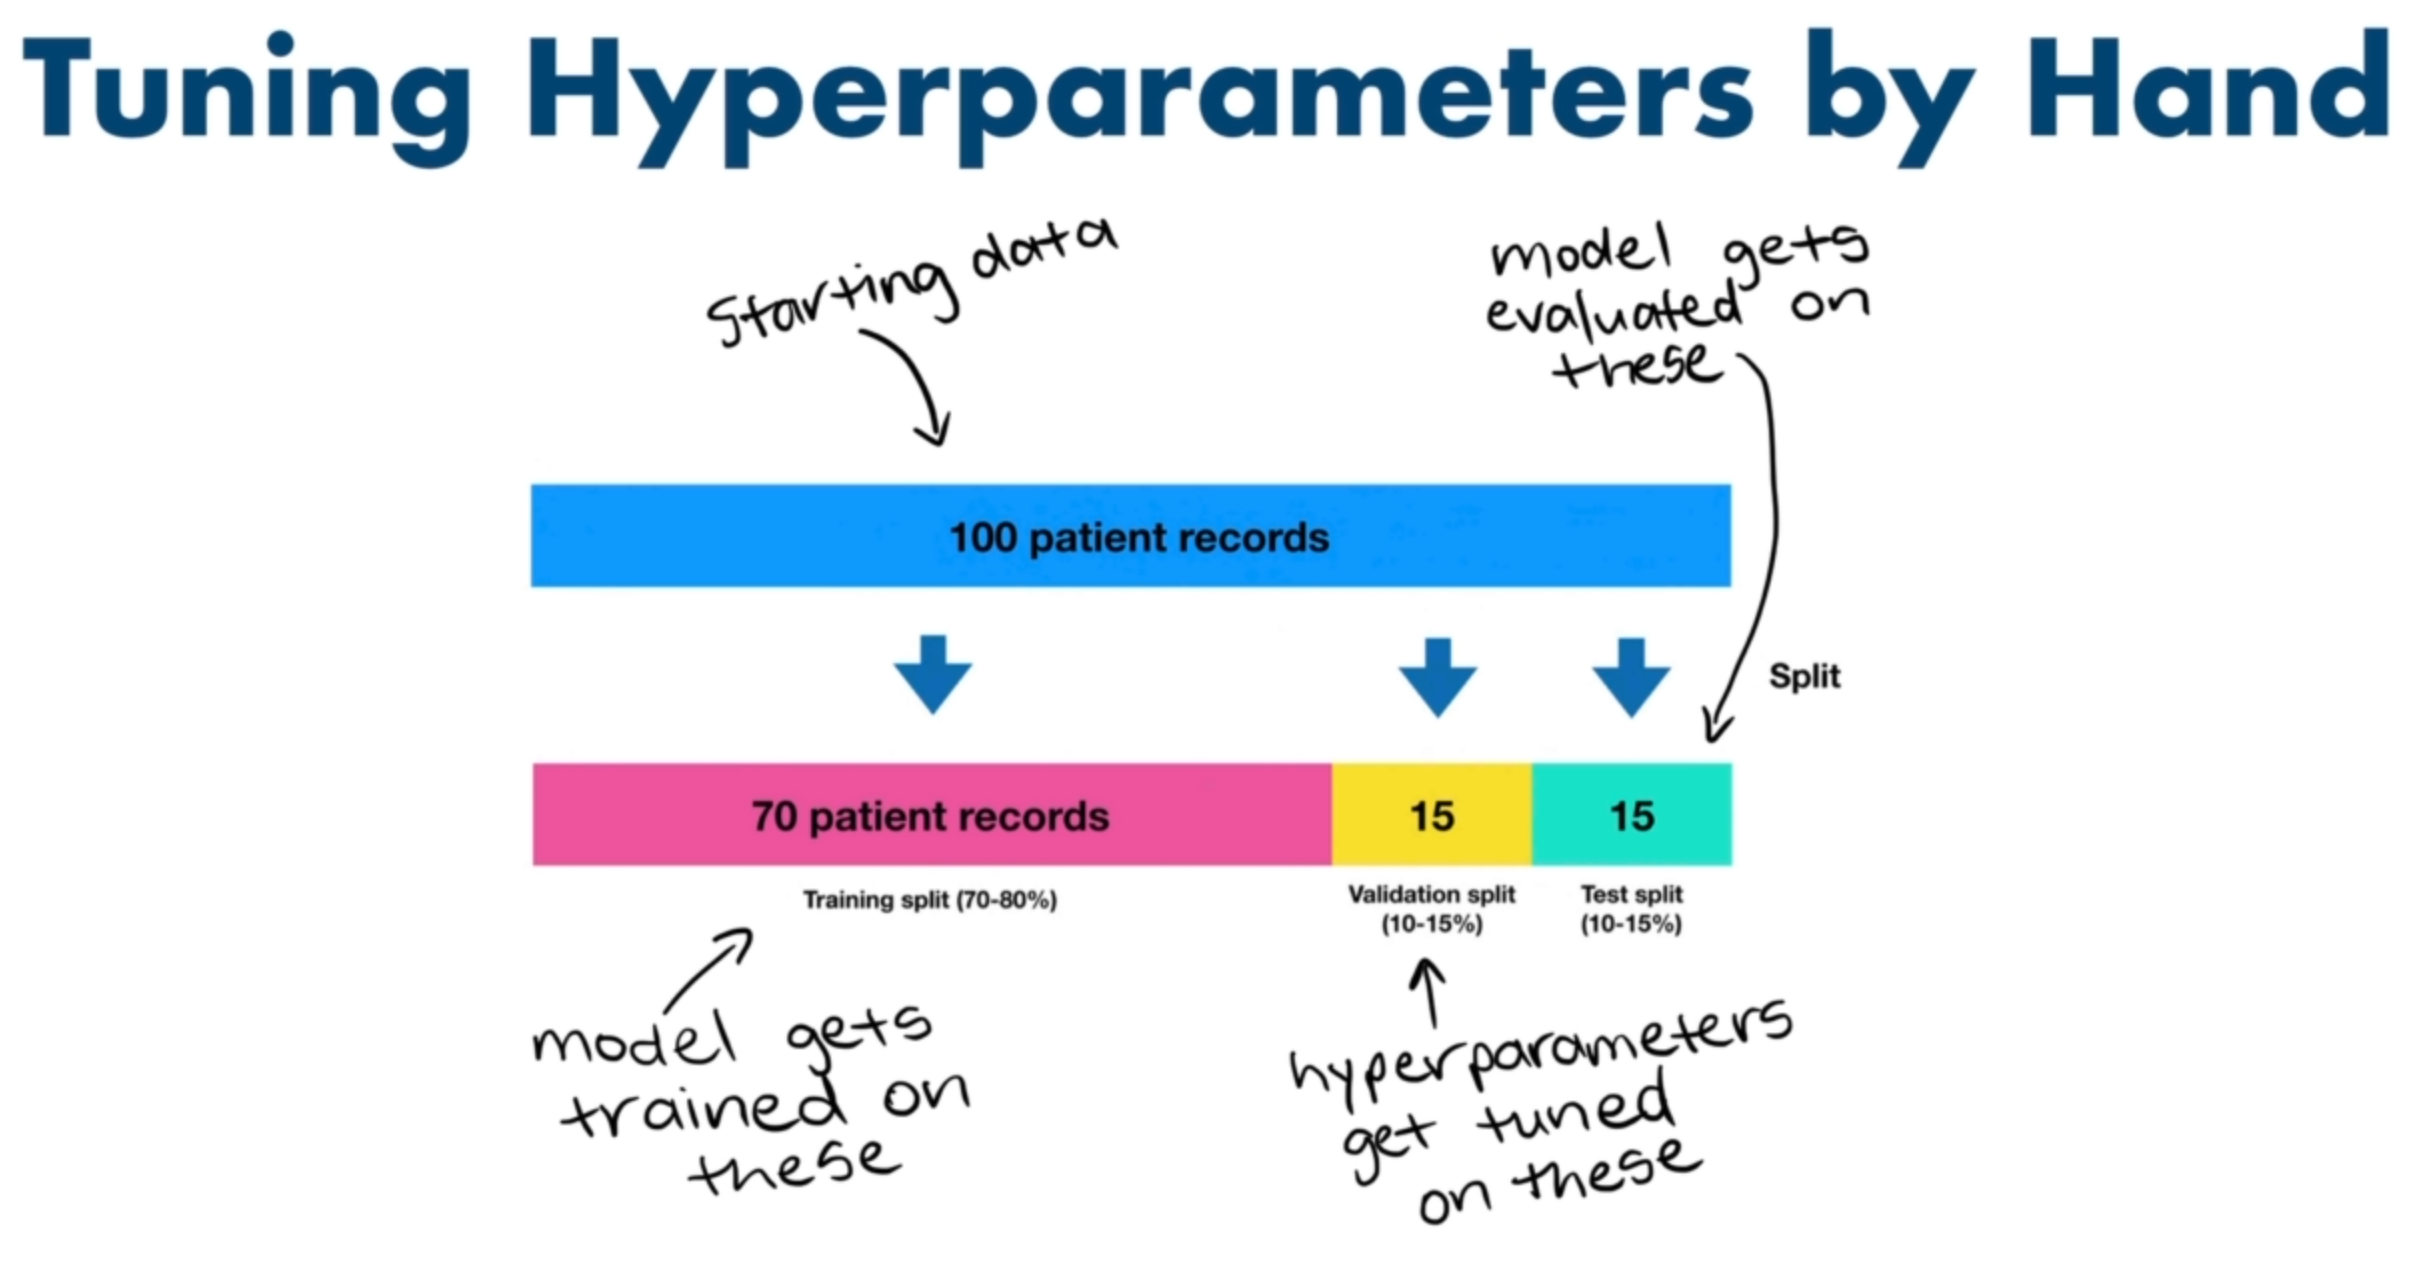 Tuning Hyperparameters by Hand
Starting data
model gets
evaluated on
these
100 patient records
Split
70 patient records
15
15
Training split (70-80%)
Validation split
(10-15%)
Test split
(10-15%)
model gets
trained on
these
hyperparameters
get tuned
on these